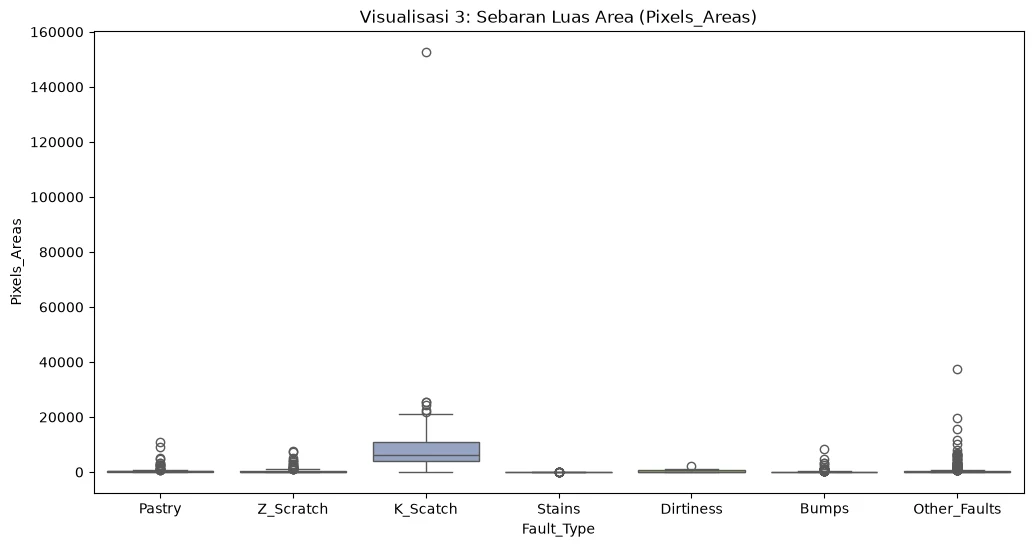 Visualisasi 3: Sebaran Luas Area (Pixels_Areas)
160000
140000
120000
100000
80000
60000
40000
20000
0
Pixels_Areas
Pastry Z_Scratch K_Scatch Stains Dirtiness Bumps Other_Faults
Fault_Type